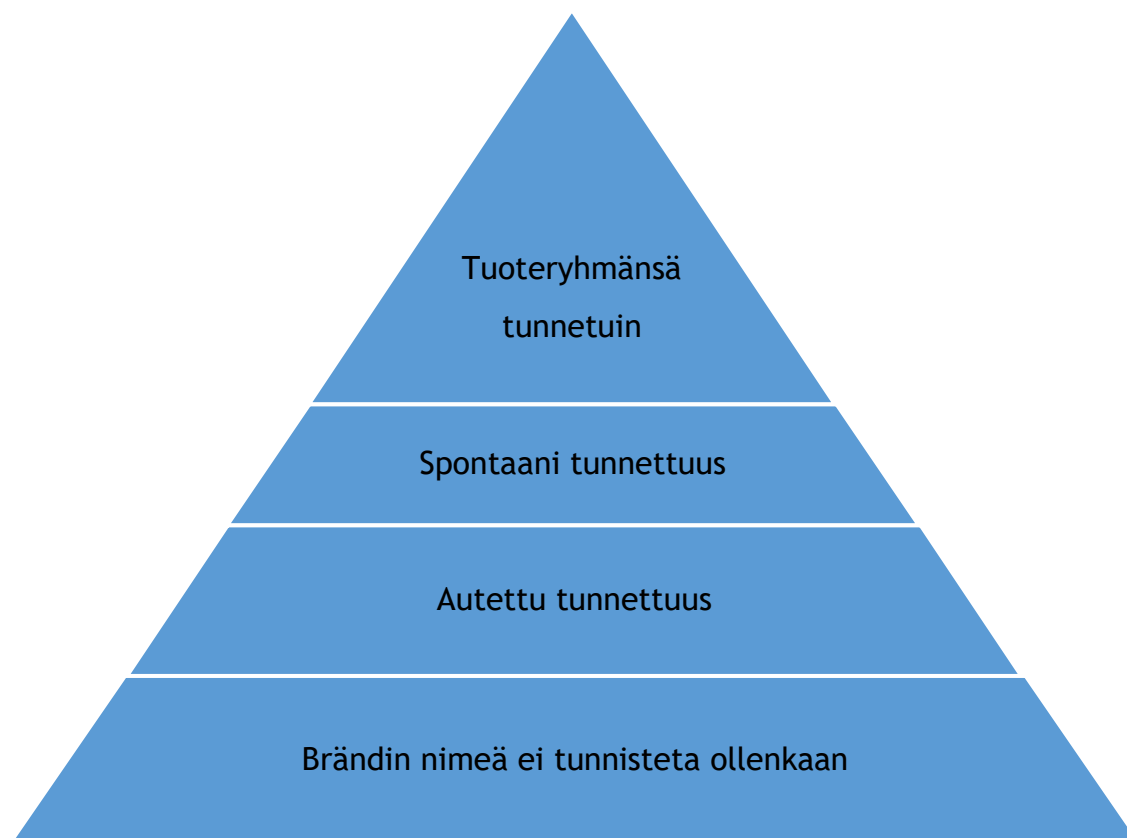 Tuoteryhmänsä
tunnetuin
Spontaani tunnettuus
Autettu tunnettuus
Brändin nimeä ei tunnisteta ollenkaan